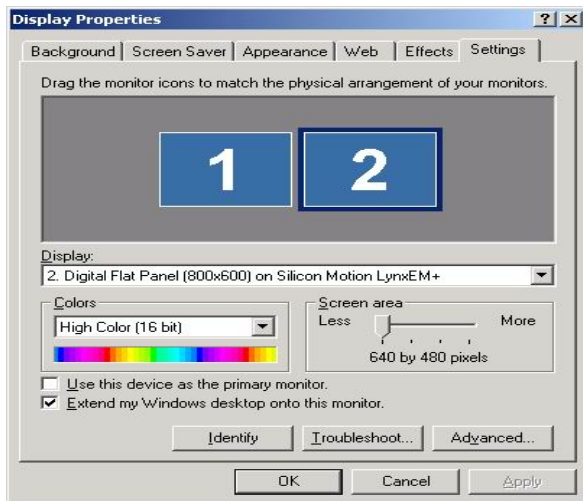 Display Properties
Background Screen Saver Appearance Web Effects Settings
Drag the monitor icons to match the physical arrangement of your monitors.
1 2
Display:
2. Digital Flat Panel (800x600) on Silicon Motion LynxEM+
Colors
High Color (16 bit)
Screen area
Less More
640 by 480 pixels
Use this device as the primary monitor.
Extend my Windows desktop onto this monitor.
Identify Troubleshoot... Advanced...
OK Cancel Apply